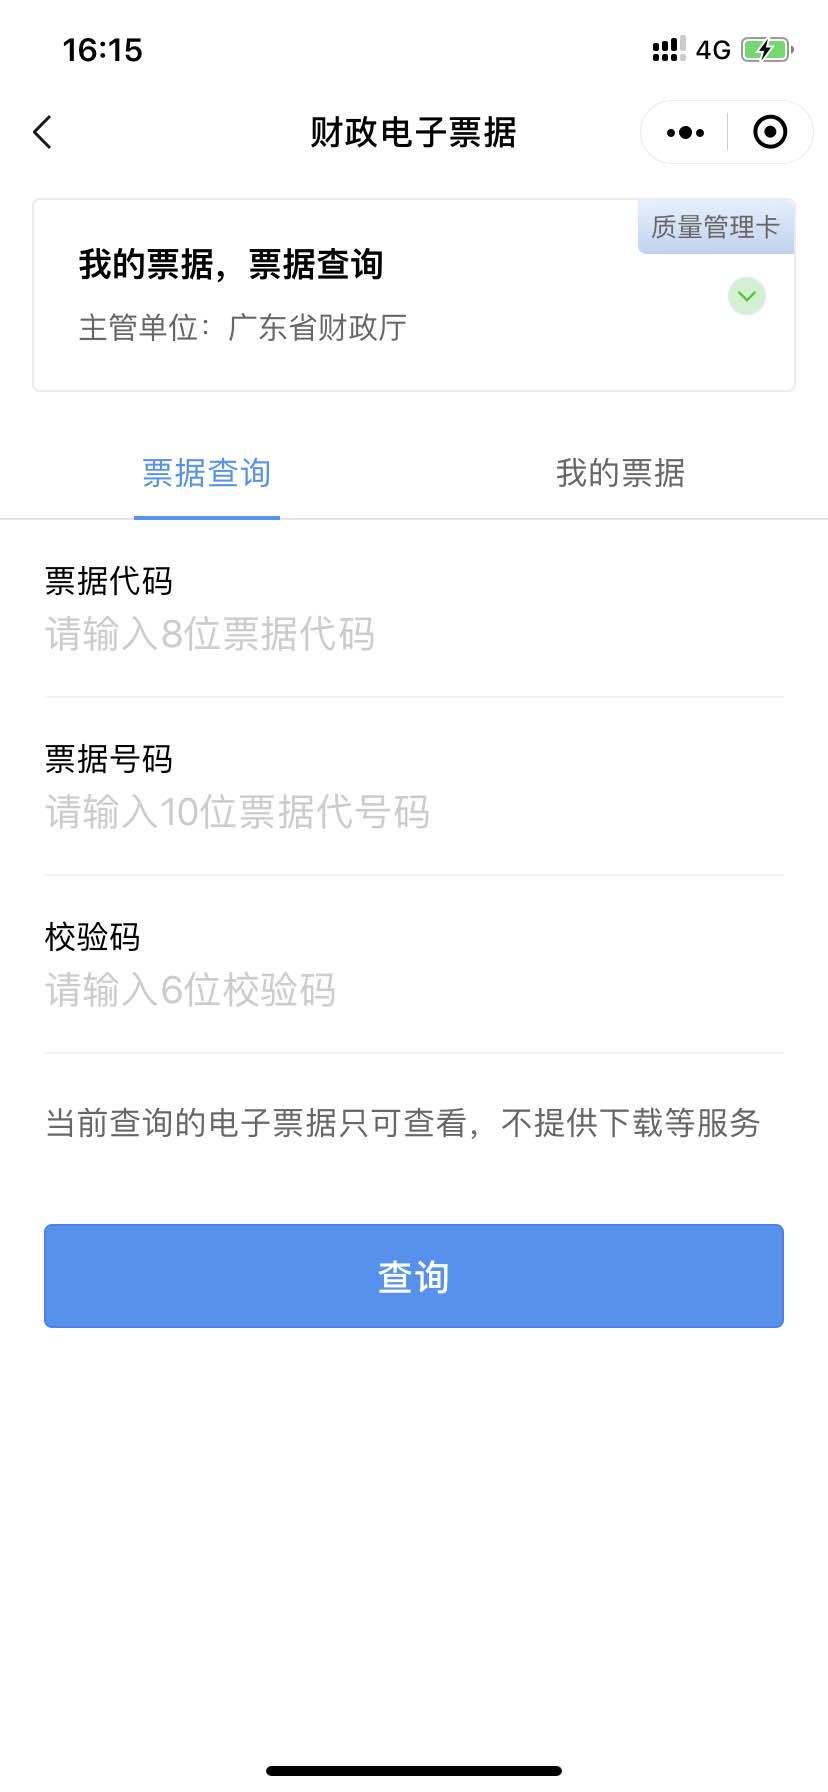 16:15
4G
财政电子票据
质量管理卡
我的票据，票据查询
主管单位：广东省财政厅
票据查询
我的票据
票据代码
请输入8位票据代码
票据号码
请输入10位票据代号码
校验码
请输入6位校验码
当前查询的电子票据只可查看，不提供下载等服务
查询